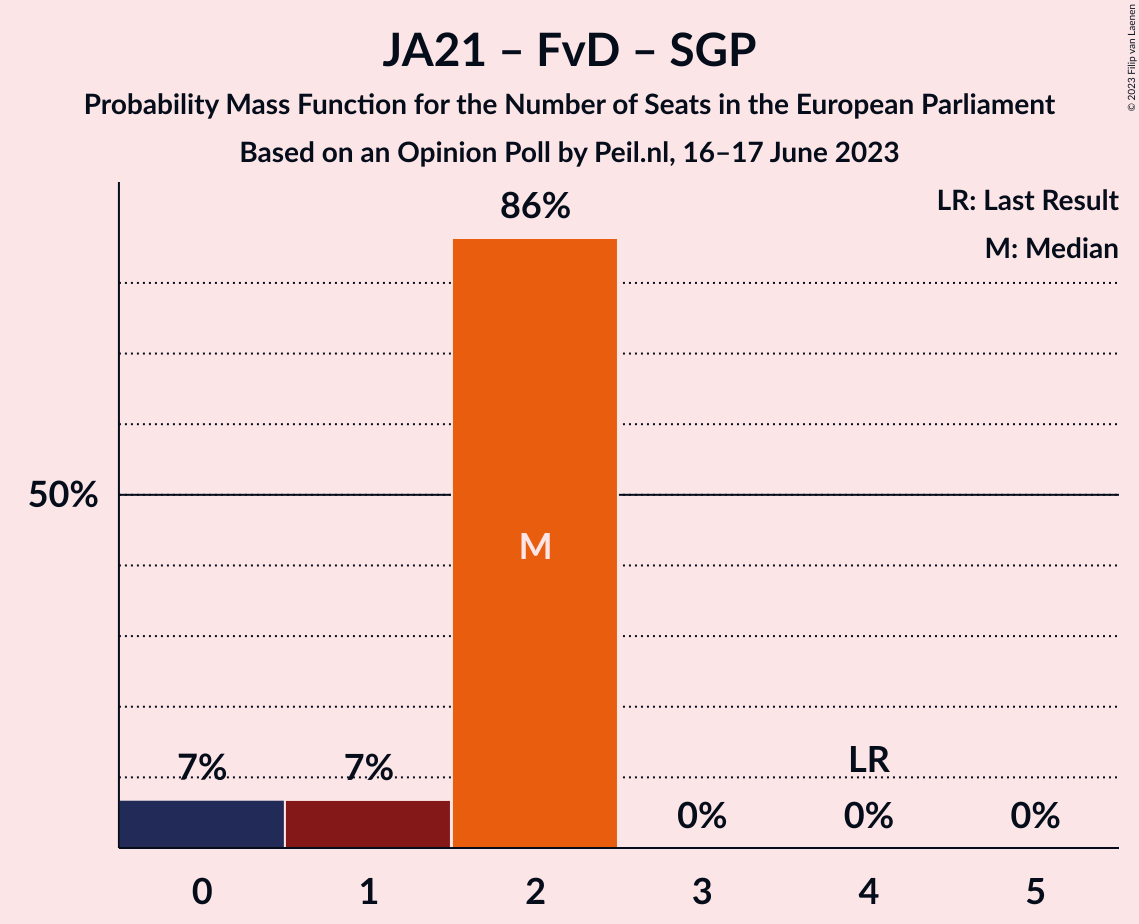 JA21 – FvD – SGP
Probability Mass Function for the Number of Seats in the European Parliament
Based on an Opinion Poll by Peil.nl, 16–17 June 2023
© 2023 Filip van Laenen
LR: Last Result
M: Median
86%
50%
M
7%
7%
LR
0%
0%
0%
0
1
2
3
4
5